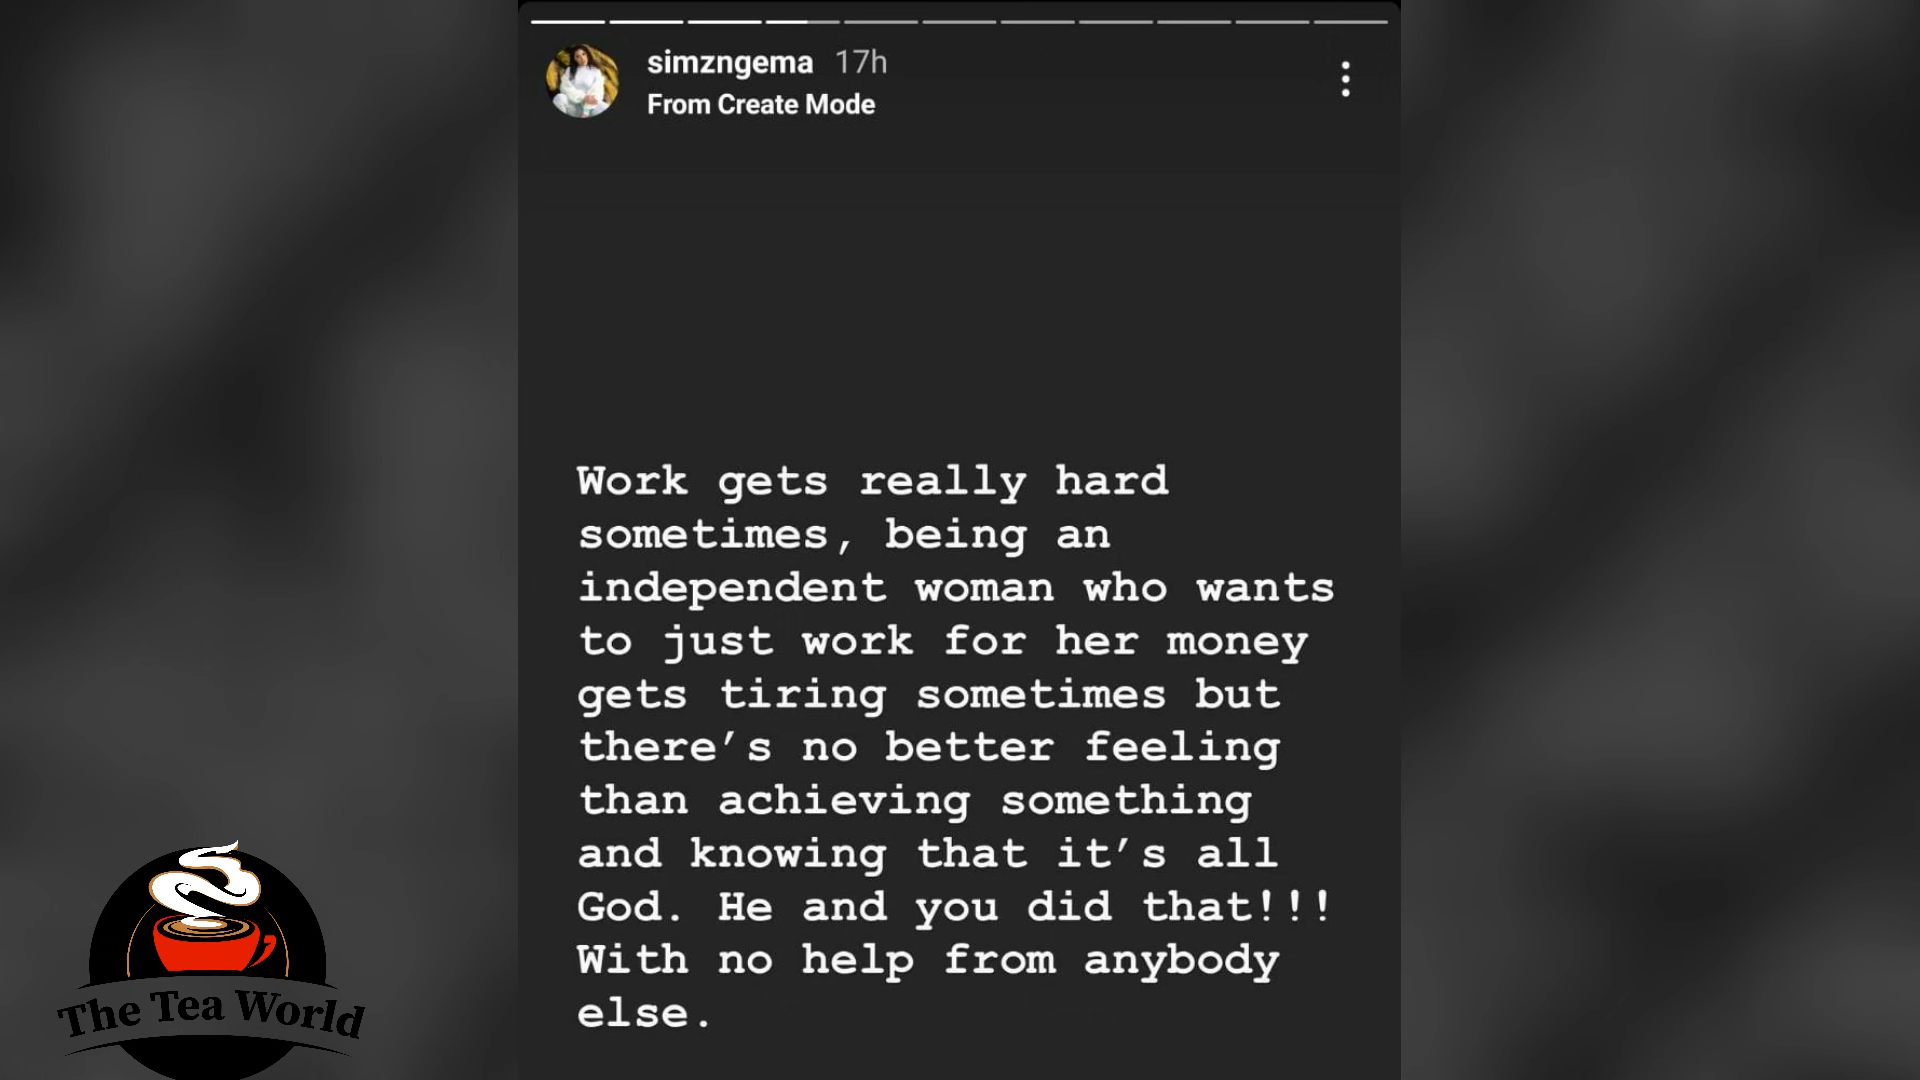 simzngema 17h
From Create Mode
Work gets really hard
sometimes, being an
independent woman who wants
to just work for her money
gets tiring sometimes but
there’s no better feeling
than achieving something
and knowing that it’s all
God. He and you did that!!!
With no help from anybody
else.
The Tea World